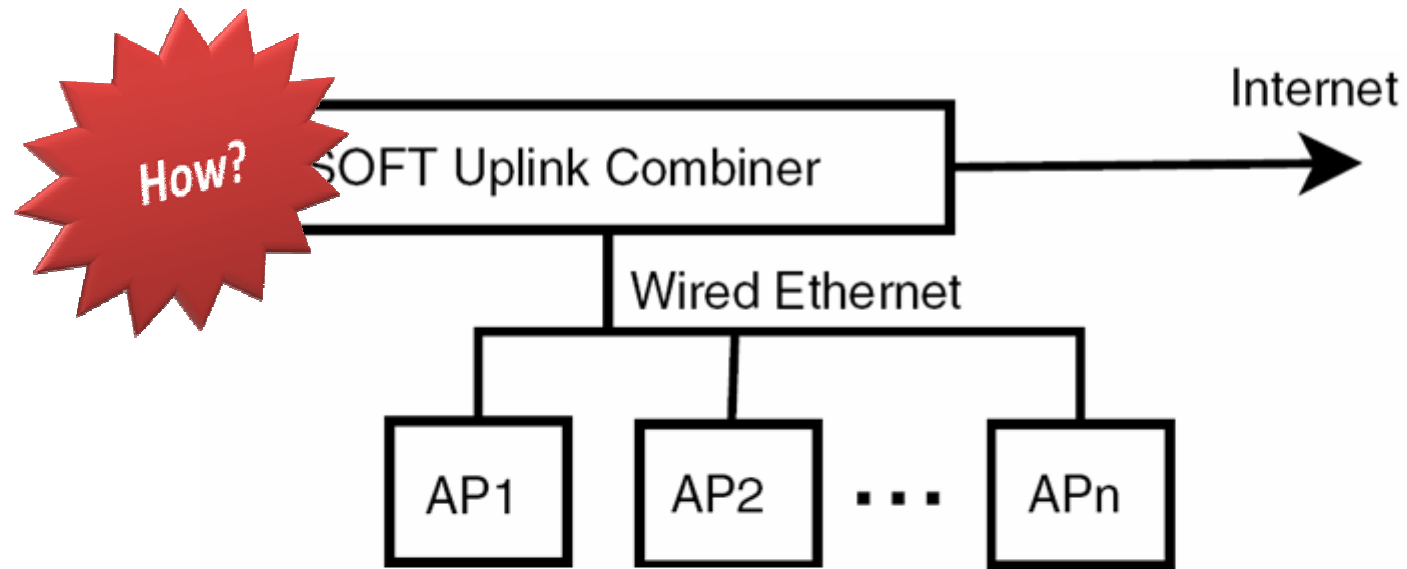 Internet
How?
SOFT Uplink Combiner
Wired Ethernet
AP1
AP2
...
APn